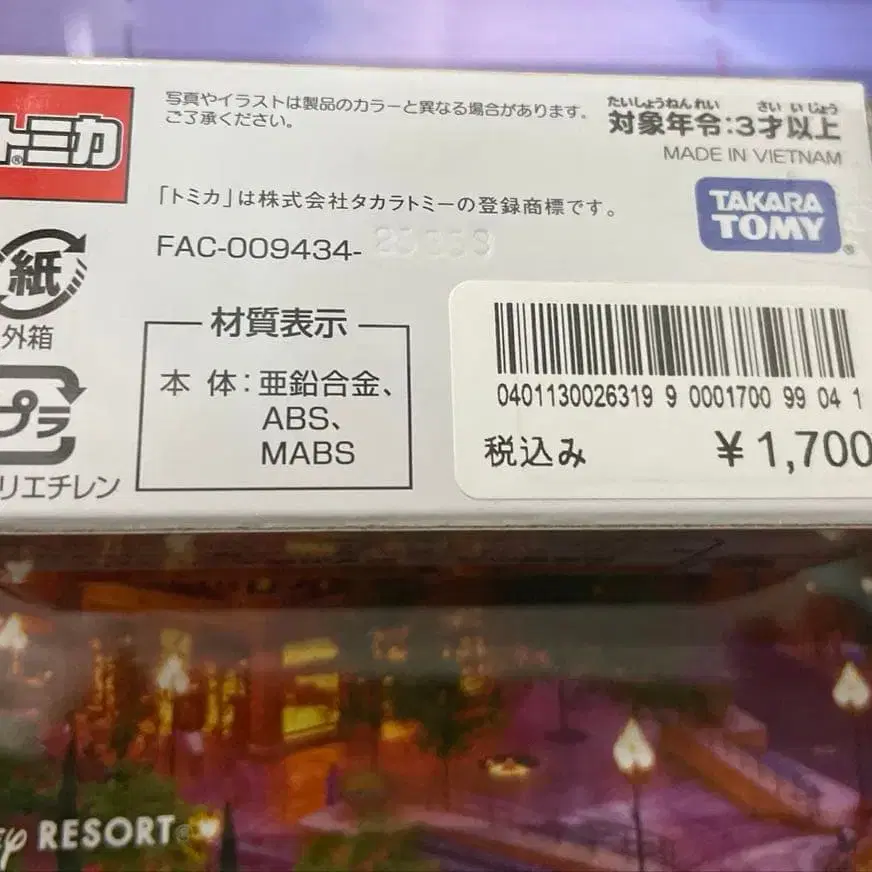 トミカ
写真やイラストは製品のカラーと異なる場合があります。
ご了承ください。
たいしょうねんれい さいいじょう
対象年令:3才以上
MADE IN VIETNAM
「トミカ」は株式会社タカラトミーの登録商標です。
TAKARA
TOMY
FAC-009434-
紙
外箱
プラ
リエチレン
材質表示
本 体:亜鉛合金、
ABS、
MABS
0401130026319 9 0001700 99 04 1
税込み ¥1,700
RESORT